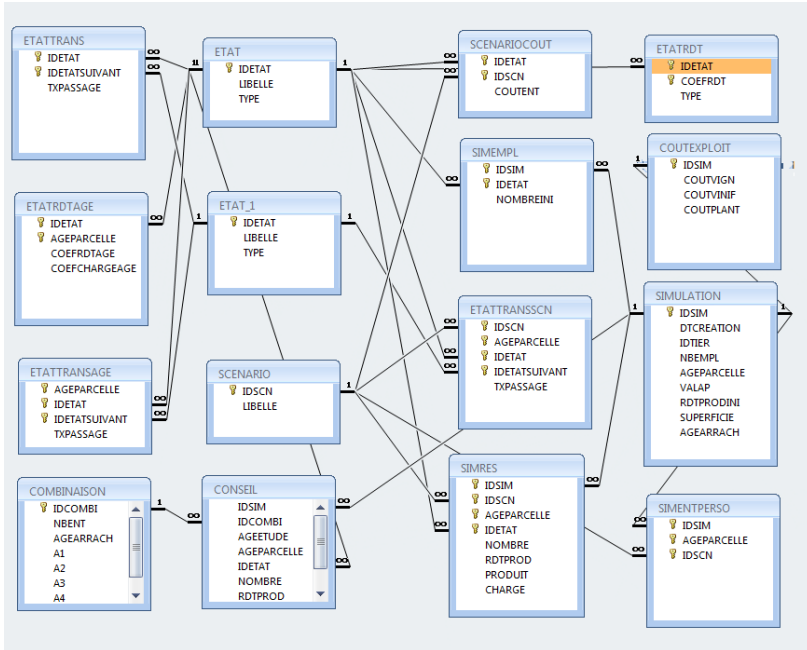 ETATTRANS
IDETAT
IDETATSUIVANT
TXPASSAGE
ETAT
IDETAT
LIBELLE
TYPE
SCENARIOCOUT
IDETAT
IDSCN
COUTENT
ETATRDT
IDETAT
COEFRDT
TYPE
ETATRDTAGE
IDETAT
AGEPARCELLE
COEFRDTAGE
COEFCHARGEAGE
ETAT_1
IDETAT
LIBELLE
TYPE
SIMEMPL
IDSIM
IDETAT
NOMBREINI
COUTEXPLOIT
IDSIM
COUTVIGN
COUTVINIF
COUTPLANT
ETATTRANSAGE
AGEPARCELLE
IDETAT
IDETATSUIVANT
TXPASSAGE
SCENARIO
IDSCN
LIBELLE
ETATTRANSSCN
IDSCN
AGEPARCELLE
IDETAT
IDETATSUIVANT
TXPASSAGE
SIMULATION
IDSIM
DTCREATION
IDTIER
NBEMPL
AGEPARCELLE
VALAP
RDTPRODINI
SUPERFICIE
AGEARRACH
COMBINAISON
IDCOMBI
NBENT
AGEARRACH
A1
A2
A3
A4
CONSEIL
IDSIM
IDCOMBI
AGEETUDE
AGEPARCELLE
IDETAT
NOMBRE
RDTPROD
SIMRES
IDSIM
IDSCN
AGEPARCELLE
IDETAT
NOMBRE
RDTPROD
PRODUIT
CHARGE
SIMENTPERSO
IDSIM
AGEPARCELLE
IDSCN